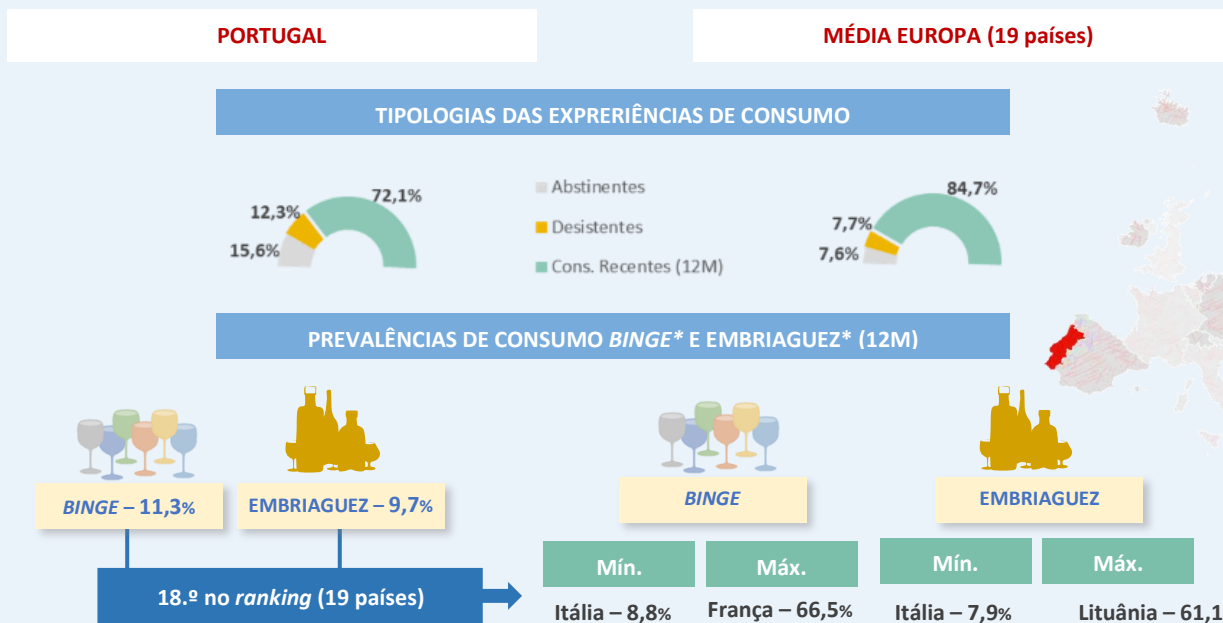 PORTUGAL
MÉDIA EUROPA (19 países)
TIPOLOGIAS DAS EXPRERIÊNCIAS DE CONSUMO
72,1%
12,3%
15,6%
Abstinentes
Desistentes
Cons. Recentes (12M)
84,7%
7,7%
7,6%
PREVALÊNCIAS DE CONSUMO BINGE* E EMBRIAGUEZ* (12M)
BINGE – 11,3%
EMBRIAGUEZ – 9,7%
18.º no ranking (19 países)
BINGE
EMBRIAGUEZ
Mín.
Máx.
Mín.
Máx.
Itália – 8,8%
França – 66,5%
Itália – 7,9%
Lituânia – 61,1